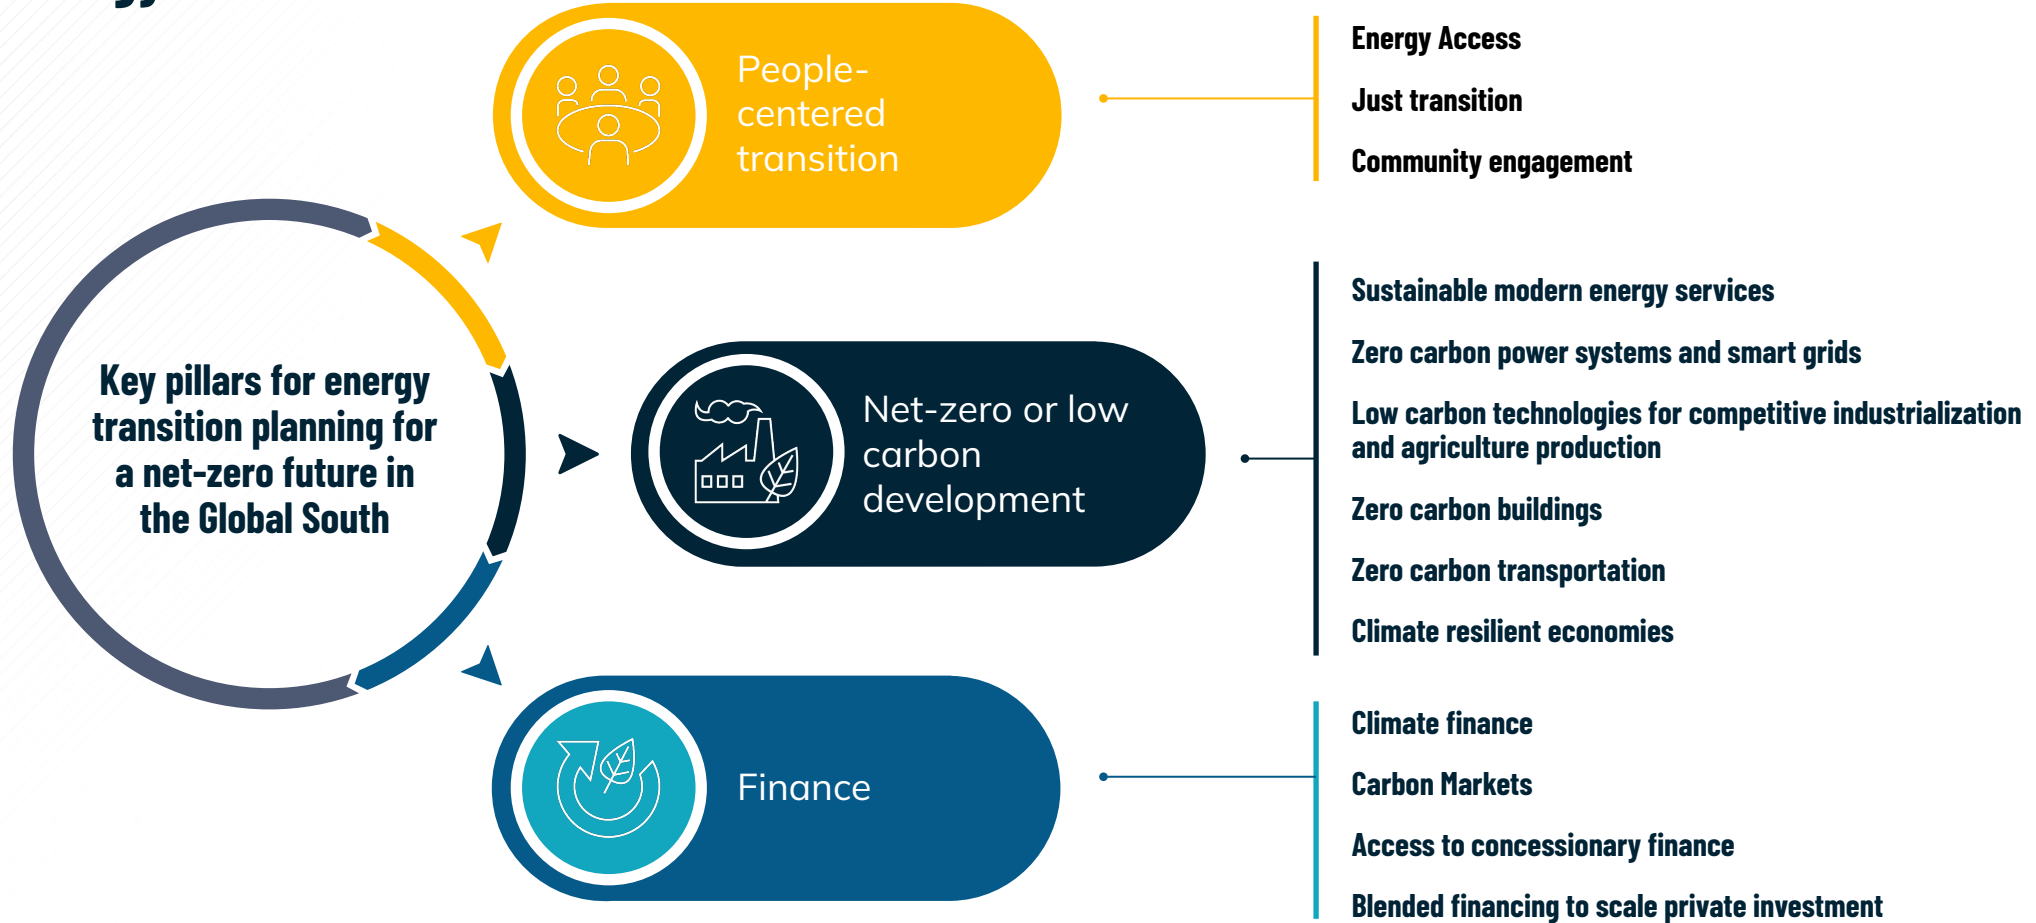 Key pillars for energy
transition planning for
a net-zero future in
the Global South
People-
centered
transition
Energy Access
Just transition
Community engagement
Net-zero or low
carbon
development
Sustainable modern energy services
Zero carbon power systems and smart grids
Low carbon technologies for competitive industrialization
and agriculture production
Zero carbon buildings
Zero carbon transportation
Climate resilient economies
Finance
Climate finance
Carbon Markets
Access to concessionary finance
Blended financing to scale private investment